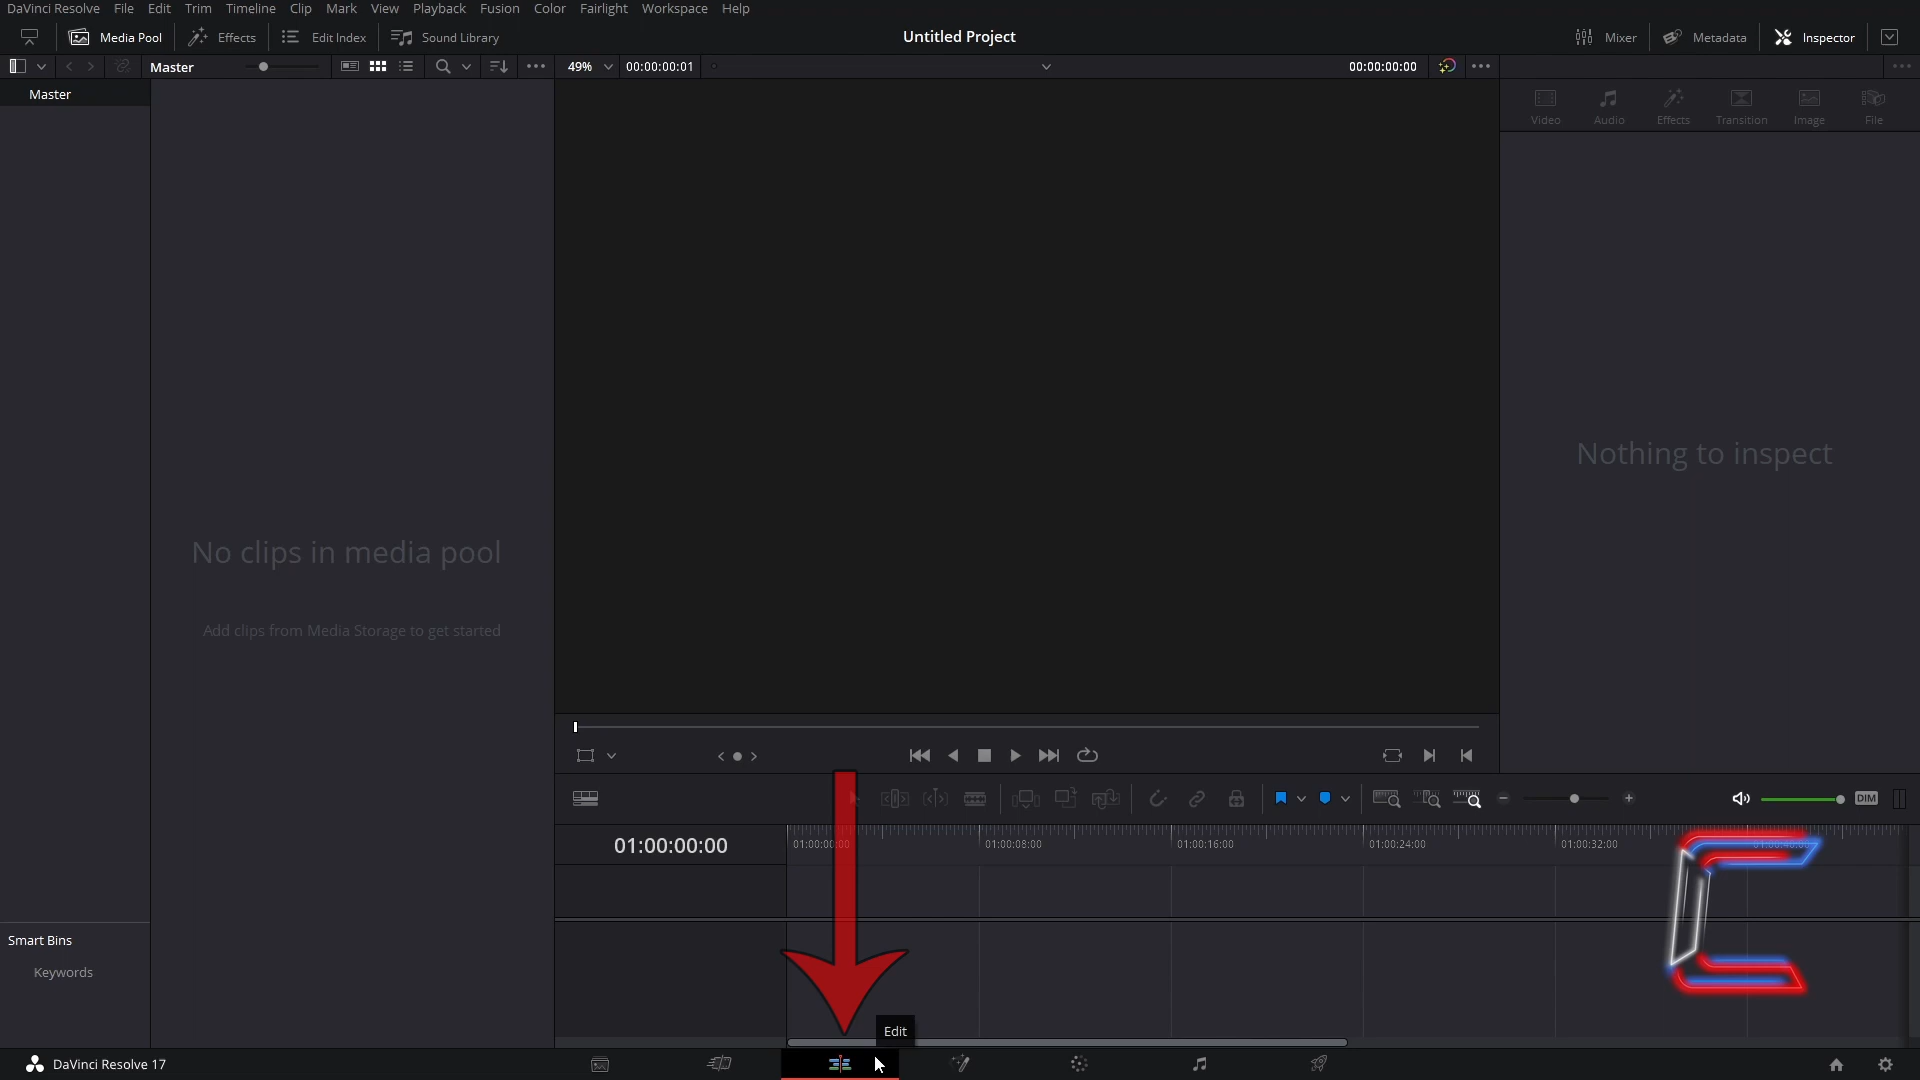 DaVinci Resolve File Edit Trim Timeline Clip Mark View Playback Fusion Color Fairlight Workspace Help
Media Pool Effects Edit Index Sound Library Untitled Project Mixer Metadata Inspector
Master 49% 00:00:00:01 00:00:00:00
Master
Video Audio Effects Transition Image File
Nothing to inspect
No clips in media pool
Add clips from Media Storage to get started
DIM
01:00:00:00 01:00:00:00 01:00:08:00 01:00:16:00 01:00:24:00 01:00:32:00 01:00:40:00
Smart Bins
Keywords
Edit
DaVinci Resolve 17